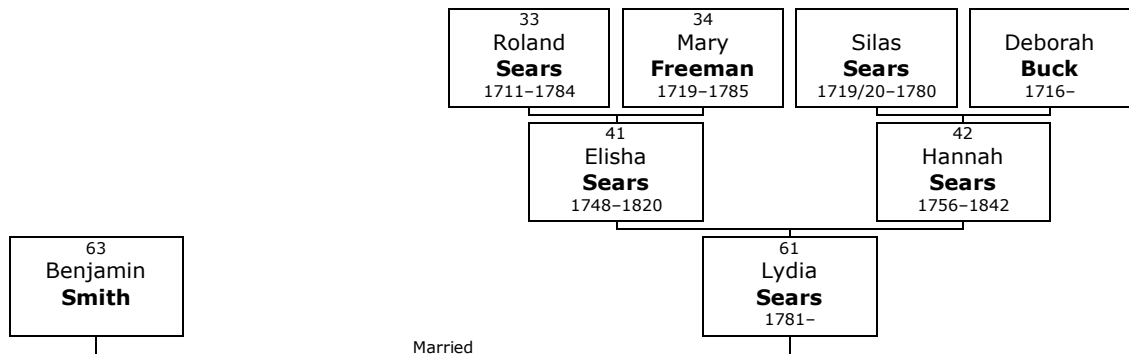 33
Roland
Sears
1711–1784
34
Mary
Freeman
1719–1785
Silas
Sears
1719/20–1780
Deborah
Buck
1716–
41
Elisha
Sears
1748–1820
42
Hannah
Sears
1756–1842
63
Benjamin
Smith
61
Lydia
Sears
1781–
Married